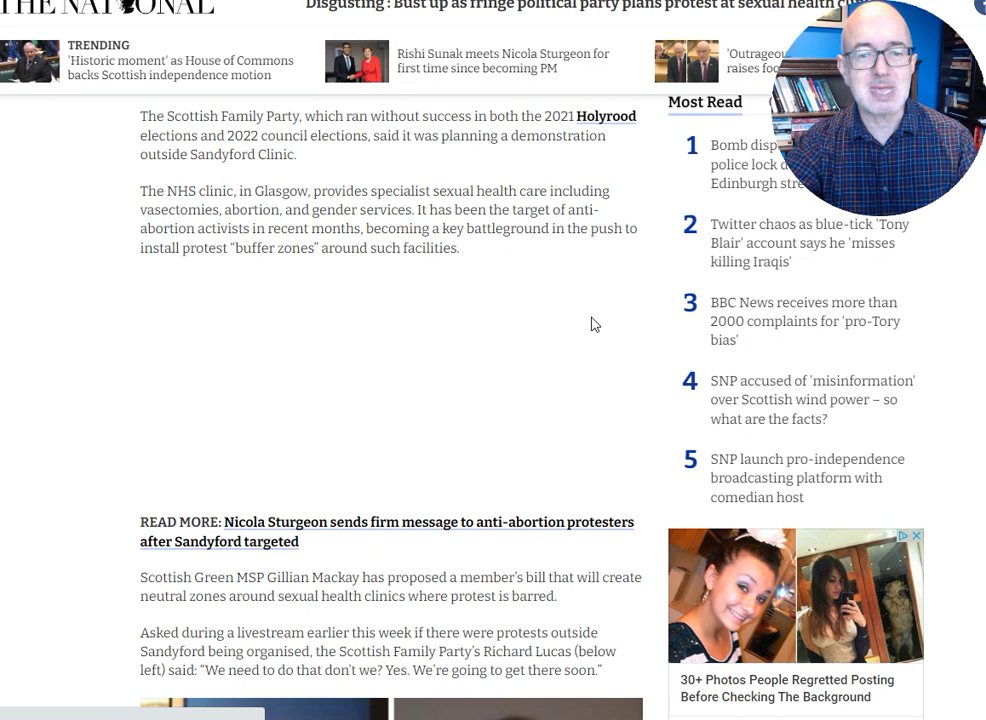 THE NATIONAL
'Disgusting': Bust up as fringe political party plans protest at sexual health
TRENDING
'Historic moment' as House of Commons
backs Scottish independence motion
Rishi Sunak meets Nicola Sturgeon for
first time since becoming PM
'Outrageou
raises foo
The Scottish Family Party, which ran without success in both the 2021 Holyrood
elections and 2022 council elections, said it was planning a demonstration
outside Sandyford Clinic.
The NHS clinic, in Glasgow, provides specialist sexual health care including
vasectomies, abortion, and gender services. It has been the target of anti-
abortion activists in recent months, becoming a key battleground in the push to
install protest “buffer zones” around such facilities.
READ MORE: Nicola Sturgeon sends firm message to anti-abortion protesters
after Sandyford targeted
Scottish Green MSP Gillian Mackay has proposed a member’s bill that will create
neutral zones around sexual health clinics where protest is barred.
Asked during a livestream earlier this week if there were protests outside
Sandyford being organised, the Scottish Family Party’s Richard Lucas (below
left) said: “We need to do that don’t we? Yes. We’re going to get there soon.”
Most Read
1 Bomb disp
police lock d
Edinburgh stre
2 Twitter chaos as blue-tick 'Tony
Blair' account says he 'misses
killing Iraqis'
3 BBC News receives more than
2000 complaints for 'pro-Tory
bias'
4 SNP accused of 'misinformation'
over Scottish wind power – so
what are the facts?
5 SNP launch pro-independence
broadcasting platform with
comedian host
30+ Photos People Regretted Posting
Before Checking The Background